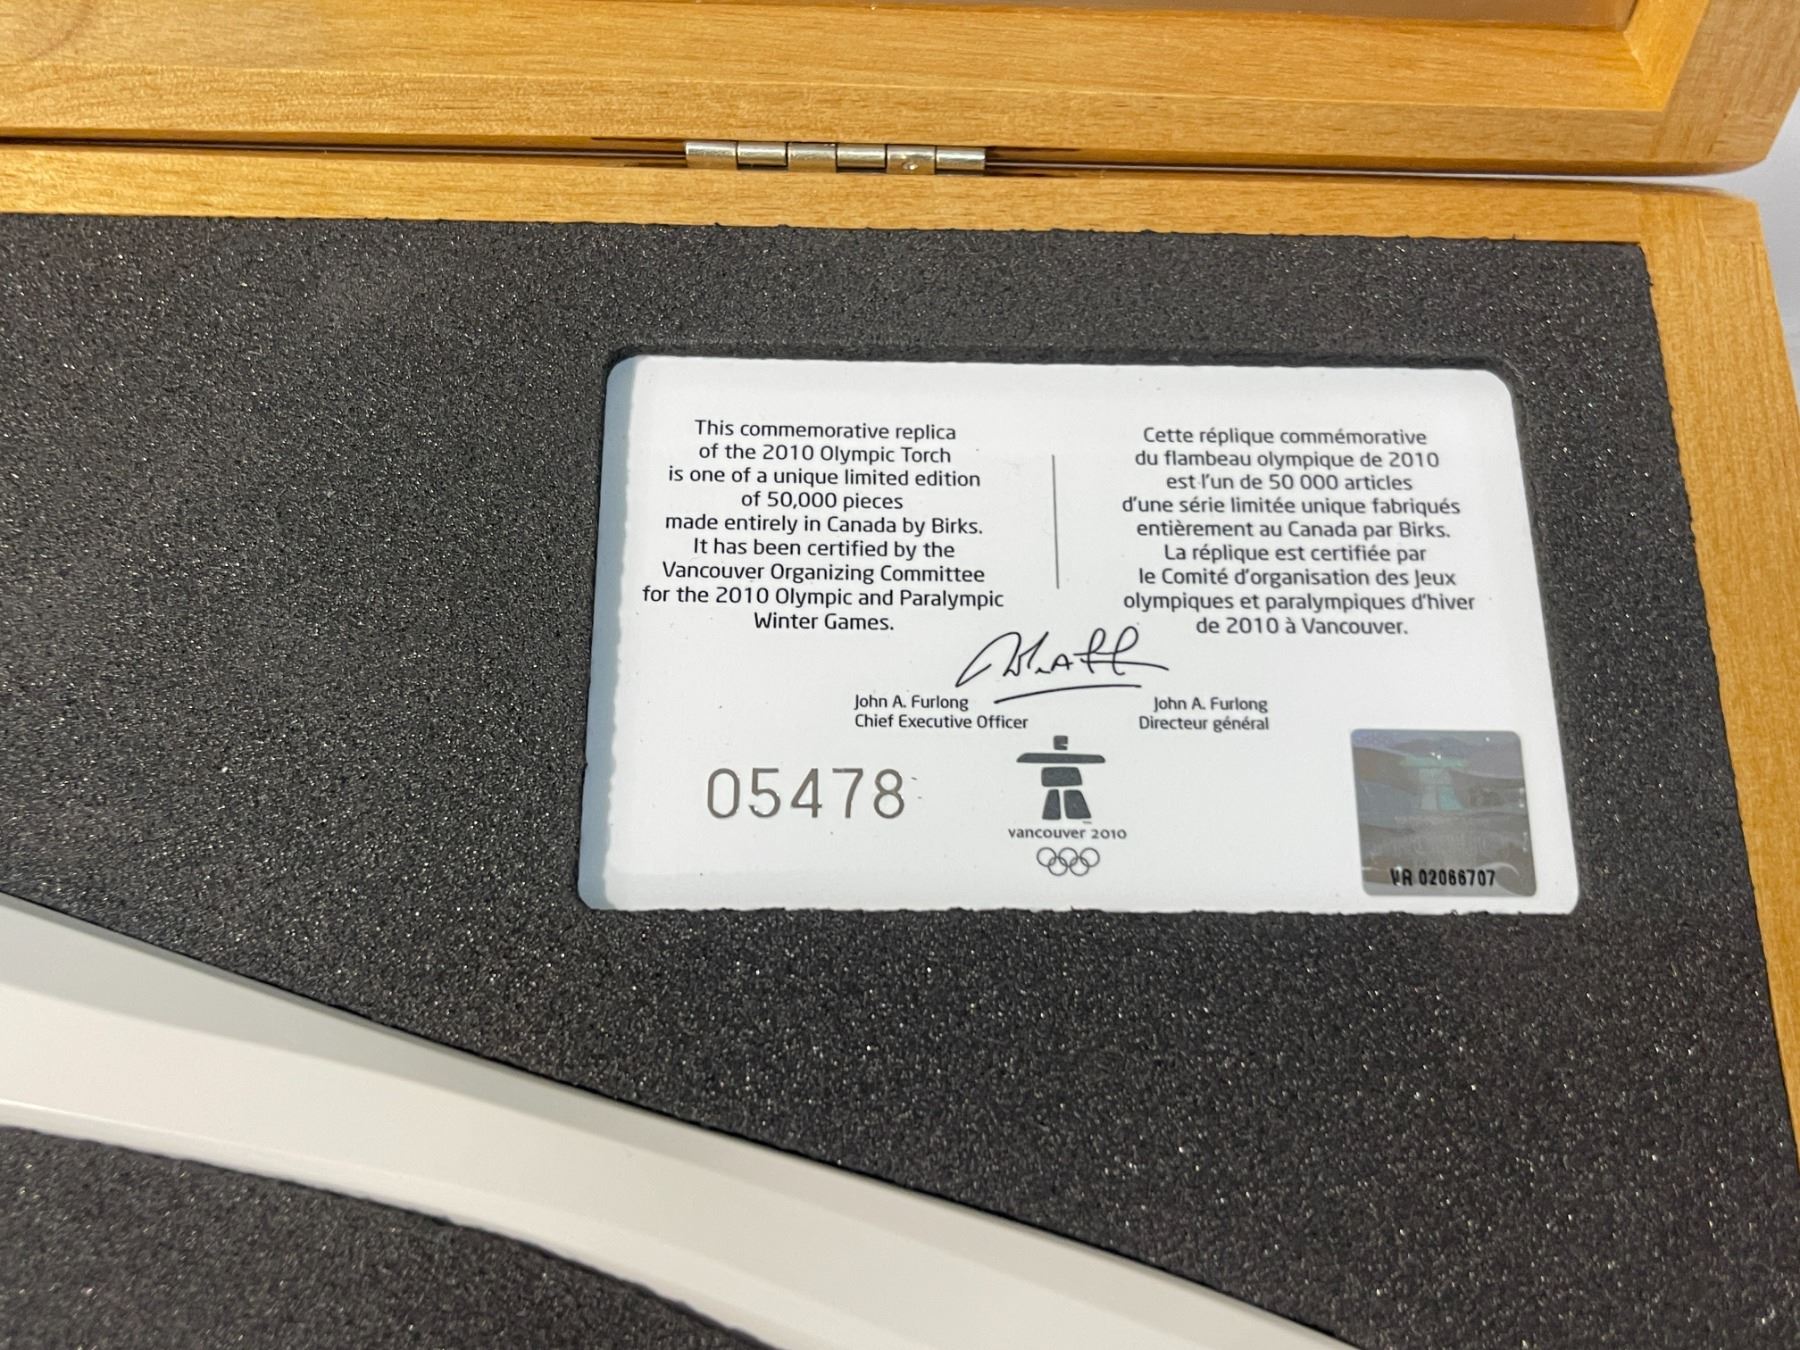 This commemorative replica
of the 2010 Olympic Torch
is one of a unique limited edition
of 50,000 pieces
made entirely in Canada by Birks.
It has been certified by the
Vancouver Organizing Committee
for the 2010 Olympic and Paralympic
Winter Games.
Cette réplique commémorative
du flambeau olympique de 2010
est l'un de 50 000 articles
d'une série limitée unique fabriqués
entièrement au Canada par Birks.
La réplique est certifiée par
le Comité d'organisation des Jeux
olympiques et paralympiques d'hiver
de 2010 à Vancouver.
John A. Furlong
Chief Executive Officer
John A. Furlong
Directeur général
05478
vancouver 2010
VR 02066707